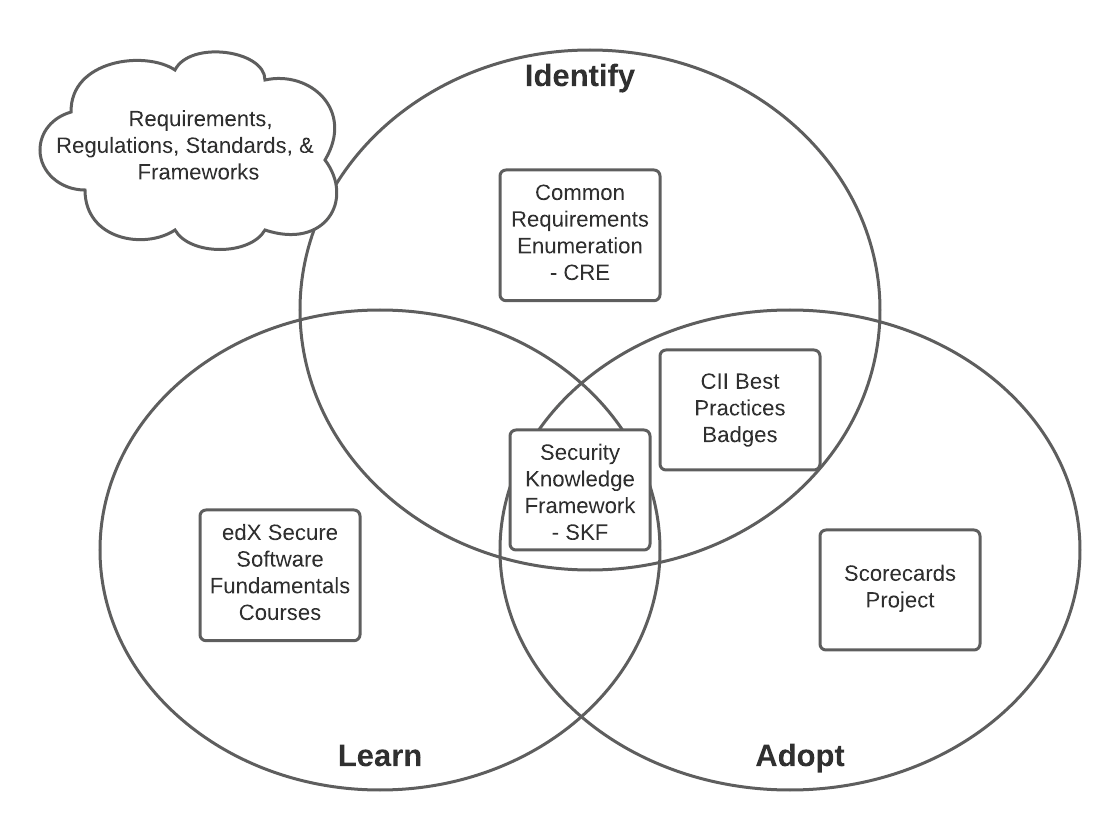 Identify
Requirements,
Regulations, Standards, &
Frameworks
Common
Requirements
Enumeration
- CRE
CII Best
Practices
Badges
Security
Knowledge
Framework
- SKF
edX Secure
Software
Fundamentals
Courses
Scorecards
Project
Learn
Adopt